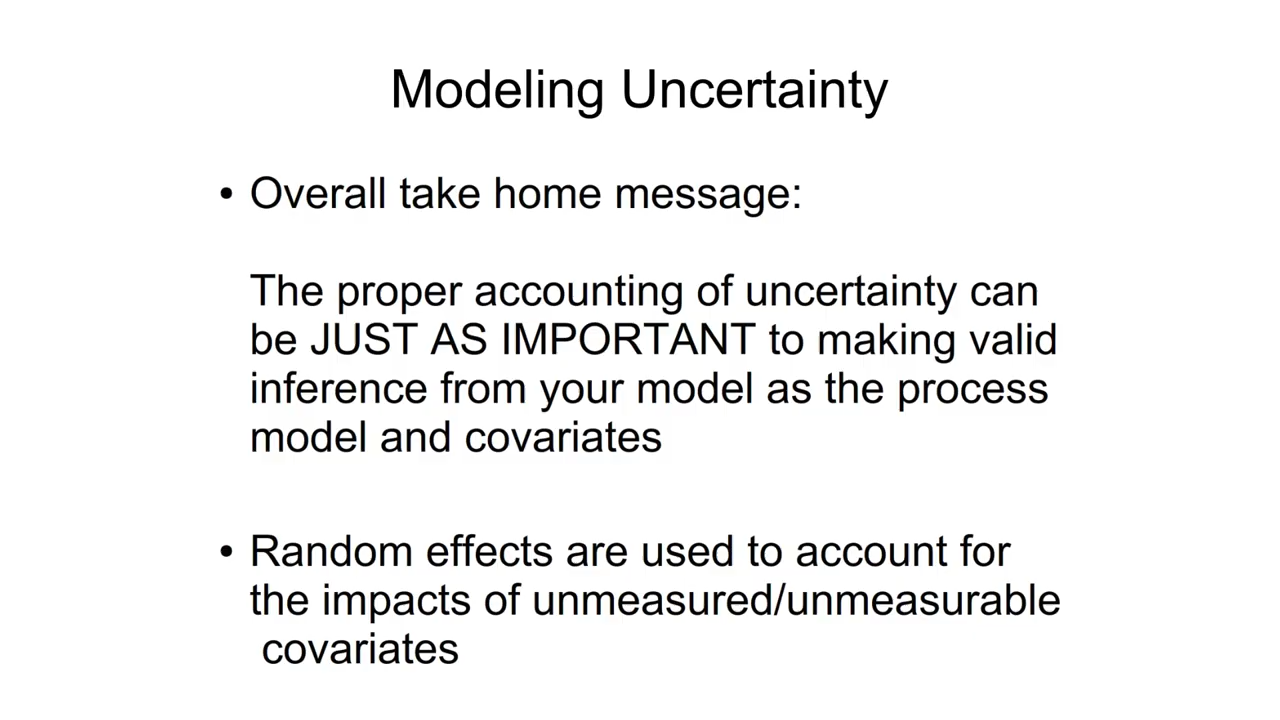 Modeling Uncertainty
• Overall take home message:
The proper accounting of uncertainty can
be JUST AS IMPORTANT to making valid
inference from your model as the process
model and covariates
• Random effects are used to account for
the impacts of unmeasured/unmeasurable
covariates